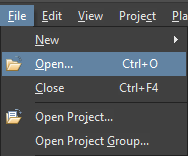 File Edit View Project
New
Open... Ctrl+O
Close Ctrl+F4
Open Project...
Open Project Group...